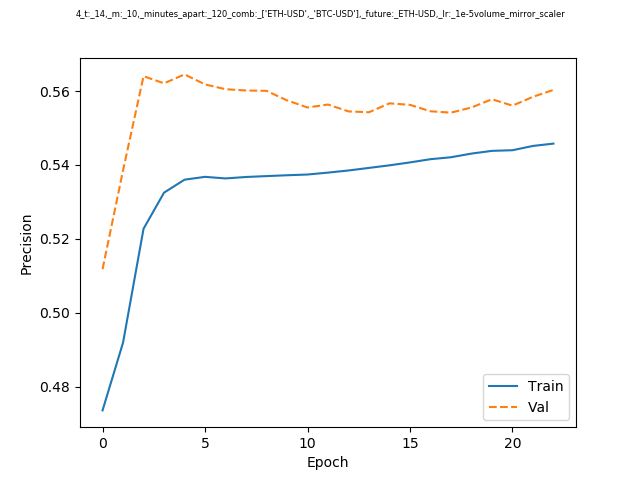 4_t:_14,_m:_10,_minutes_apart:_120_comb:_['ETH-USD',_'BTC-USD'],_future:_ETH-USD,_lr:_1e-5volume_mirror_scaler
0.56
0.54
0.52
0.50
0.48
Precision
Train
Val
0 5 10 15 20
Epoch